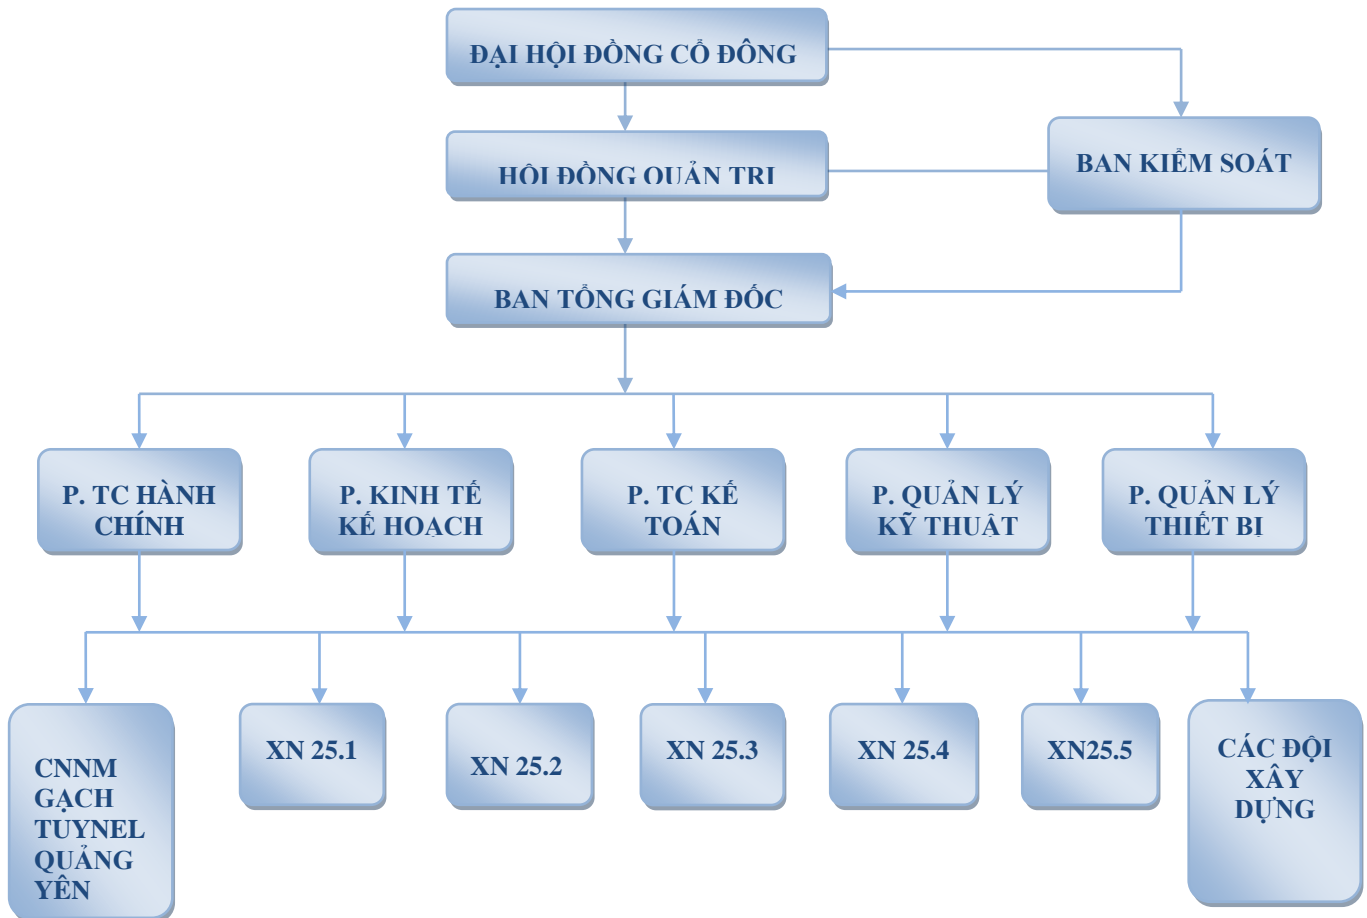 ĐẠI HỘI ĐỒNG CỔ ĐÔNG
HỘI ĐỒNG QUẢN TRỊ
BAN KIỂM SOÁT
BAN TỔNG GIÁM ĐỐC
P. TC HÀNH
CHÍNH
P. KINH TẾ
KẾ HOẠCH
P. TC KẾ
TOÁN
P. QUẢN LÝ
KỸ THUẬT
P. QUẢN LÝ
THIẾT BỊ
CNNM
GẠCH
TUYNEL
QUẢNG
YÊN
XN 25.1
XN 25.2
XN 25.3
XN 25.4
XN25.5
CÁC ĐỘI
XÂY
DỰNG